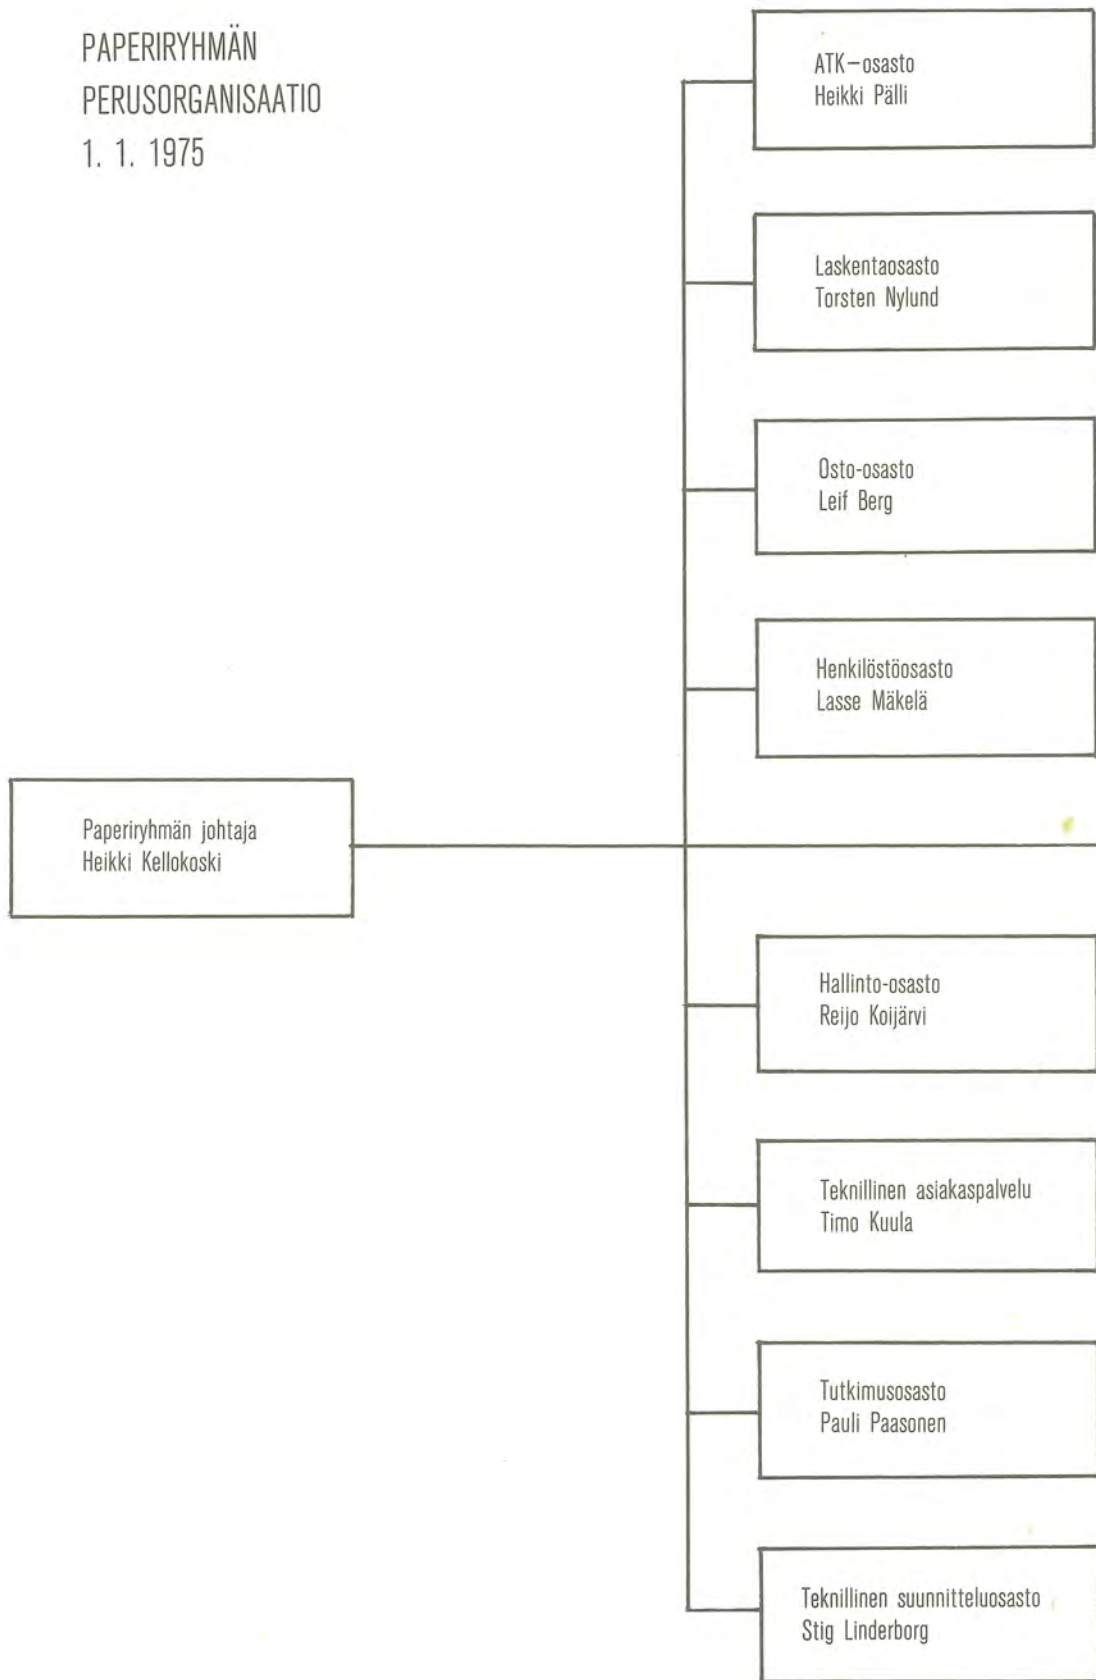 PAPERIRYHMÄN
PERUSORGANISAATIO
1. 1. 1975
ATK–osasto
Heikki Pälli
Laskentaosasto
Torsten Nylund
Osto-osasto
Leif Berg
Henkilöstöosasto
Lasse Mäkelä
Paperiryhmän johtaja
Heikki Kellokoski
Hallinto-osasto
Reijo Koijärvi
Teknillinen asiakaspalvelu
Timo Kuula
Tutkimusosasto
Pauli Paasonen
Teknillinen suunnitteluosasto
Stig Linderborg